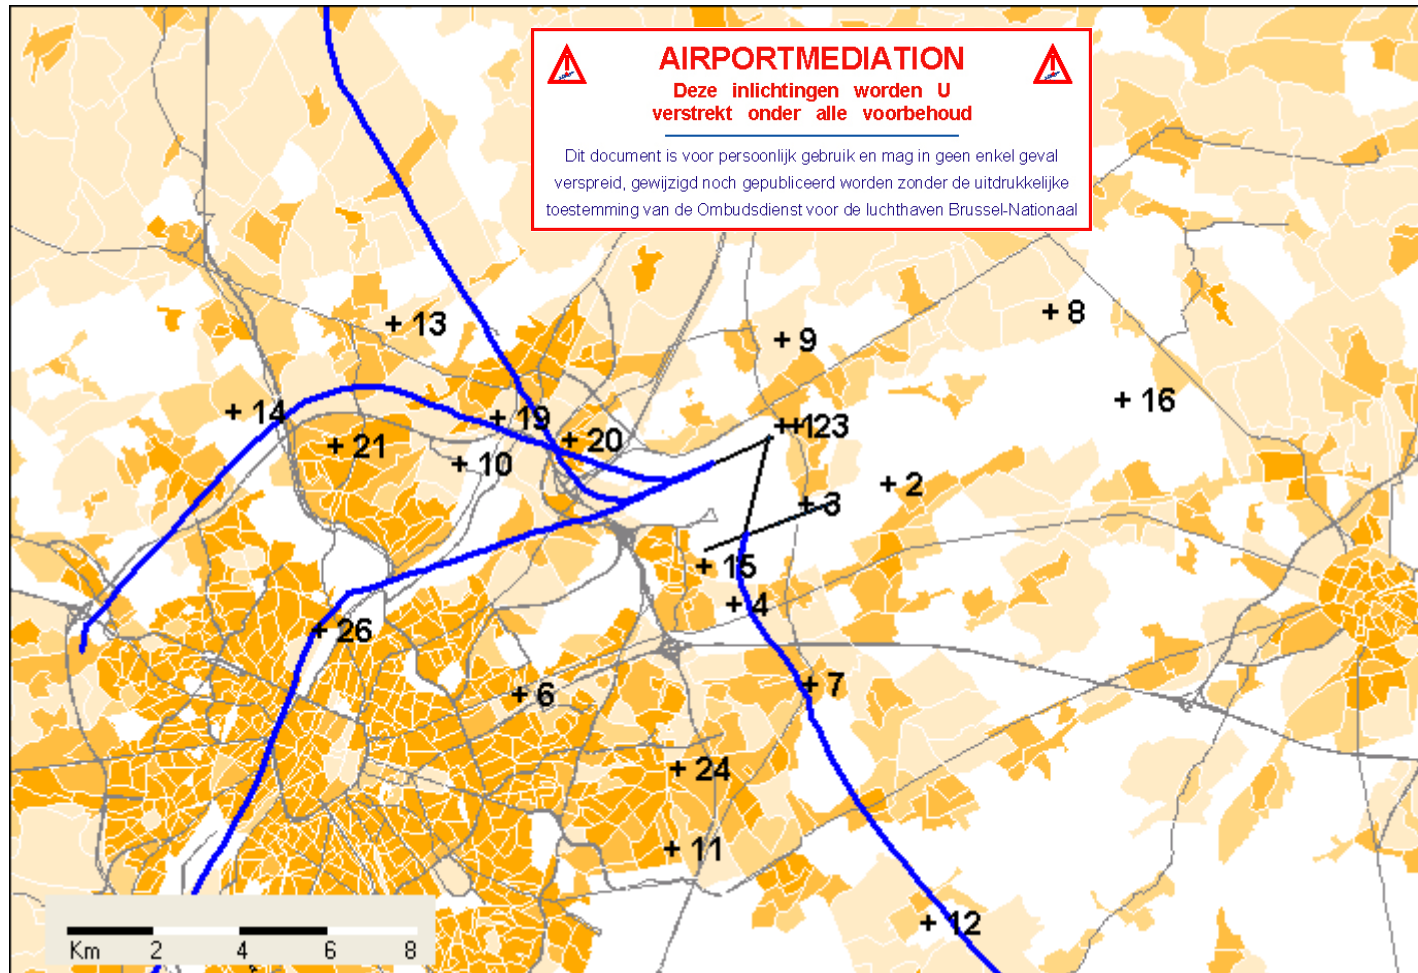 AIRPORTMEDIATION
Deze inlichtingen worden U
verstrekt onder alle voorbehoud
Dit document is voor persoonlijk gebruik en mag in geen enkel geval
verspreid, gewijzigd noch gepubliceerd worden zonder de uitdrukkelijke
toestemming van de Ombudsdienst voor de luchthaven Brussel-Nationaal
+ 8
+ 13
+ 9
+ 16
+ 14
+ 19
++123
+ 20
+ 21
+ 10
+ 2
+ 3
+ 15
+ 4
+ 26
+ 7
+ 6
+ 24
+ 11
+ 12
Km 2 4 6 8